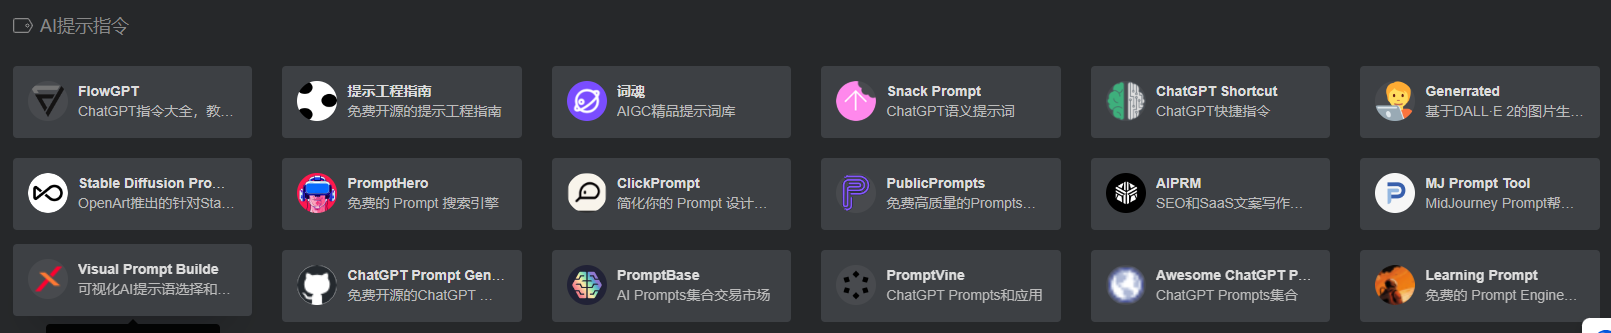 AI提示指令
FlowGPT
ChatGPT指令大全，教...
提示工程指南
免费开源的提示工程指南
词魂
AIGC精品提示词库
Snack Prompt
ChatGPT语义提示词
ChatGPT Shortcut
ChatGPT快捷指令
Generrated
基于DALL·E 2的图片生...
Stable Diffusion Pro...
OpenArt推出的针对Sta...
PromptHero
免费的 Prompt 搜索引擎
ClickPrompt
简化你的 Prompt 设计...
PublicPrompts
免费高质量的Prompts...
AIPRM
SEO和SaaS文案写作...
MJ Prompt Tool
MidJourney Prompt帮...
Visual Prompt Builde
可视化AI提示语选择和...
ChatGPT Prompt Gen...
免费开源的ChatGPT ...
PromptBase
AI Prompts集合交易市场
PromptVine
ChatGPT Prompts和应用
Awesome ChatGPT P...
ChatGPT Prompts集合
Learning Prompt
免费的 Prompt Engine...